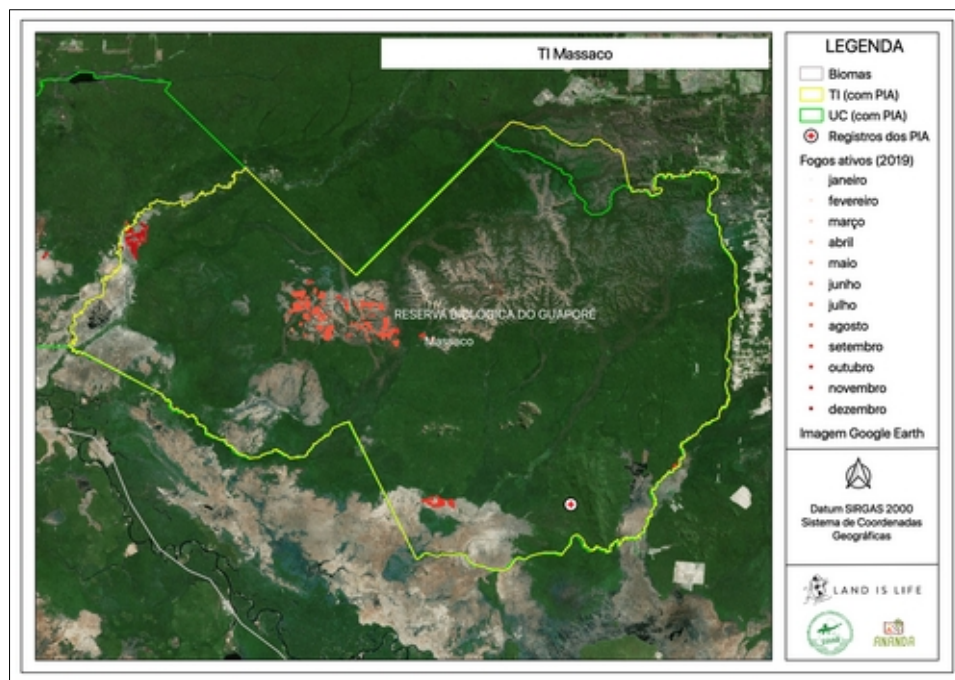 TI Massaco
RESERVA BIOLÓGICA DO GUAPORÉ
Massaco
LEGENDA
Biomas
TI (com PIA)
UC (com PIA)
Registros dos PIA
Fogos ativos (2019)
janeiro
fevereiro
março
abril
maio
junho
julho
agosto
setembro
outubro
novembro
dezembro
Imagem Google Earth
Datum SIRGAS 2000
Sistema de Coordenadas
Geográficas
LAND IS LIFE
ANANDA